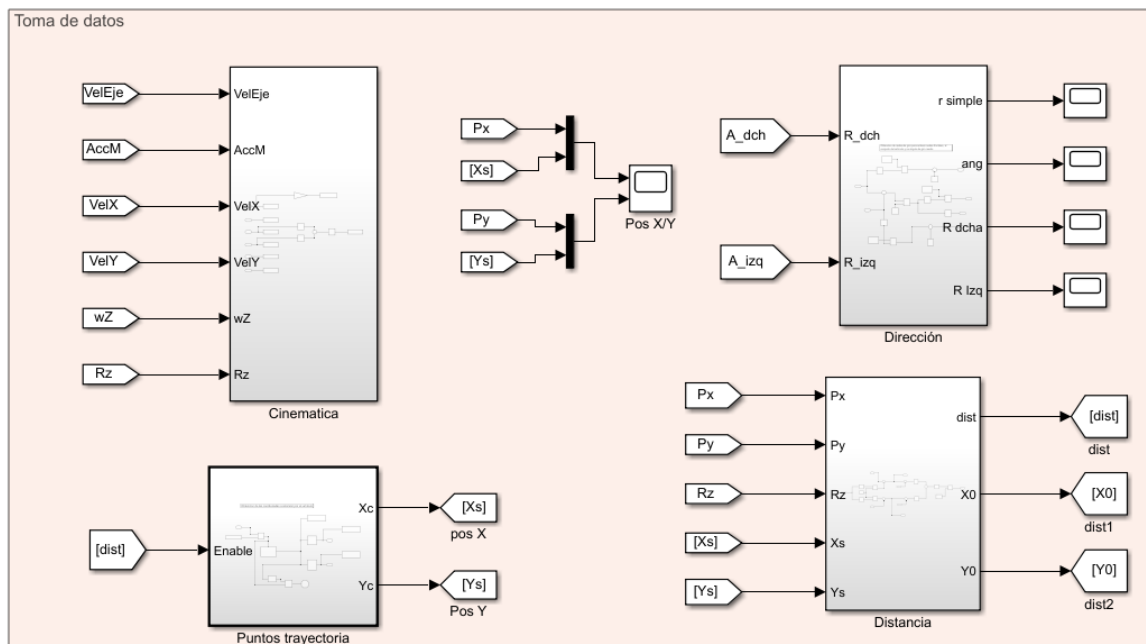 Toma de datos
VelEje
VelEje
AccM
AccM
VelX
VelX
VelY
VelY
wZ
wZ
Rz
Rz
Cinematica
Px
[Xs]
Py
[Ys]
Pos X/Y
A_dch
R_dch
A_izq
R_izq
r simple
ang
R dcha
R Izq
Dirección
[dist]
Enable
Xc
[Xs]
pos X
Yc
[Ys]
Pos Y
Puntos trayectoria
Px
Px
Py
Py
Rz
Rz
[Xs]
Xs
[Ys]
Ys
dist
[dist]
dist
X0
[X0]
dist1
Y0
[Y0]
dist2
Distancia